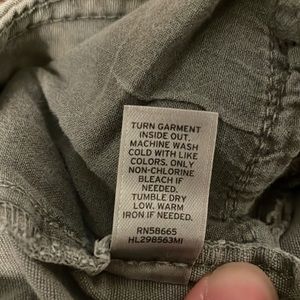 TURN GARMENT
INSIDE OUT.
MACHINE WASH
COLD WITH LIKE
COLORS. ONLY
NON-CHLORINE
BLEACH IF
NEEDED.
TUMBLE DRY
LOW. WARM
IRON IF NEEDED.
RN58665
HL298563MI